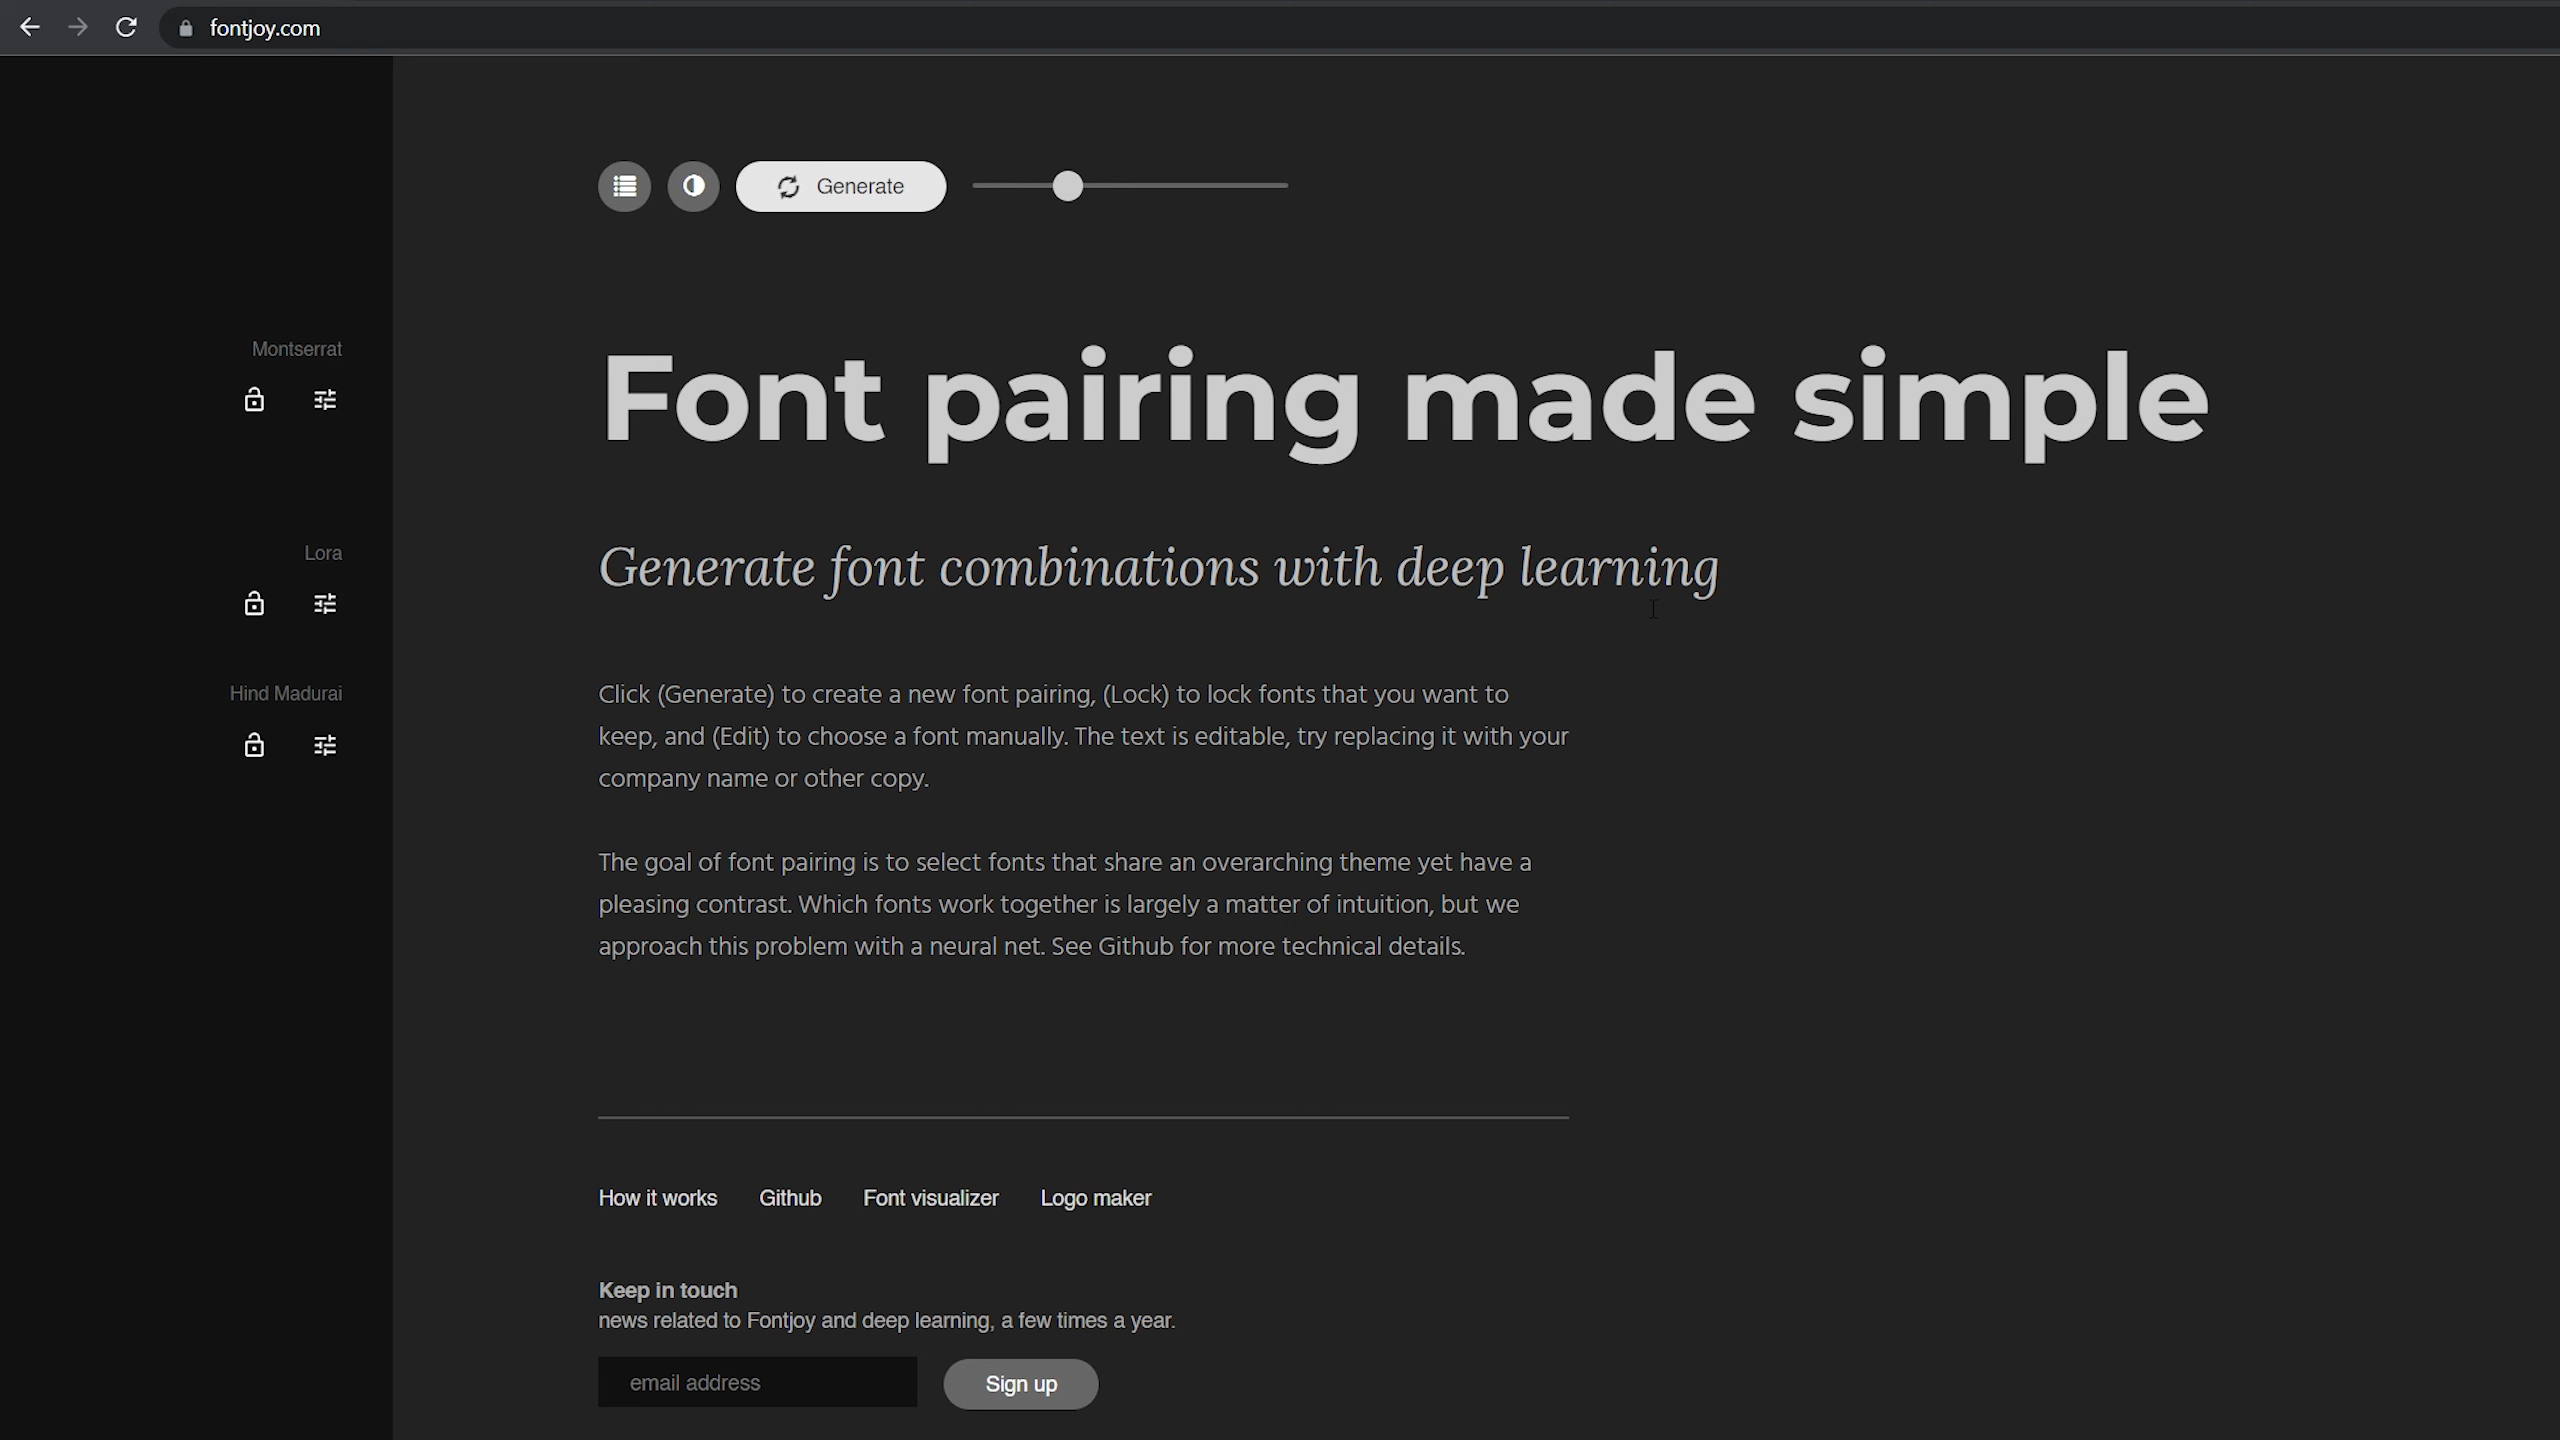 fontjoy.com
Generate
Montserrat
Font pairing made simple
Lora
Generate font combinations with deep learning
Hind Madurai
Click (Generate) to create a new font pairing, (Lock) to lock fonts that you want to
keep, and (Edit) to choose a font manually. The text is editable, try replacing it with your
company name or other copy.
The goal of font pairing is to select fonts that share an overarching theme yet have a
pleasing contrast. Which fonts work together is largely a matter of intuition, but we
approach this problem with a neural net. See Github for more technical details.
How it works Github Font visualizer Logo maker
Keep in touch
news related to Fontjoy and deep learning, a few times a year.
email address Sign up